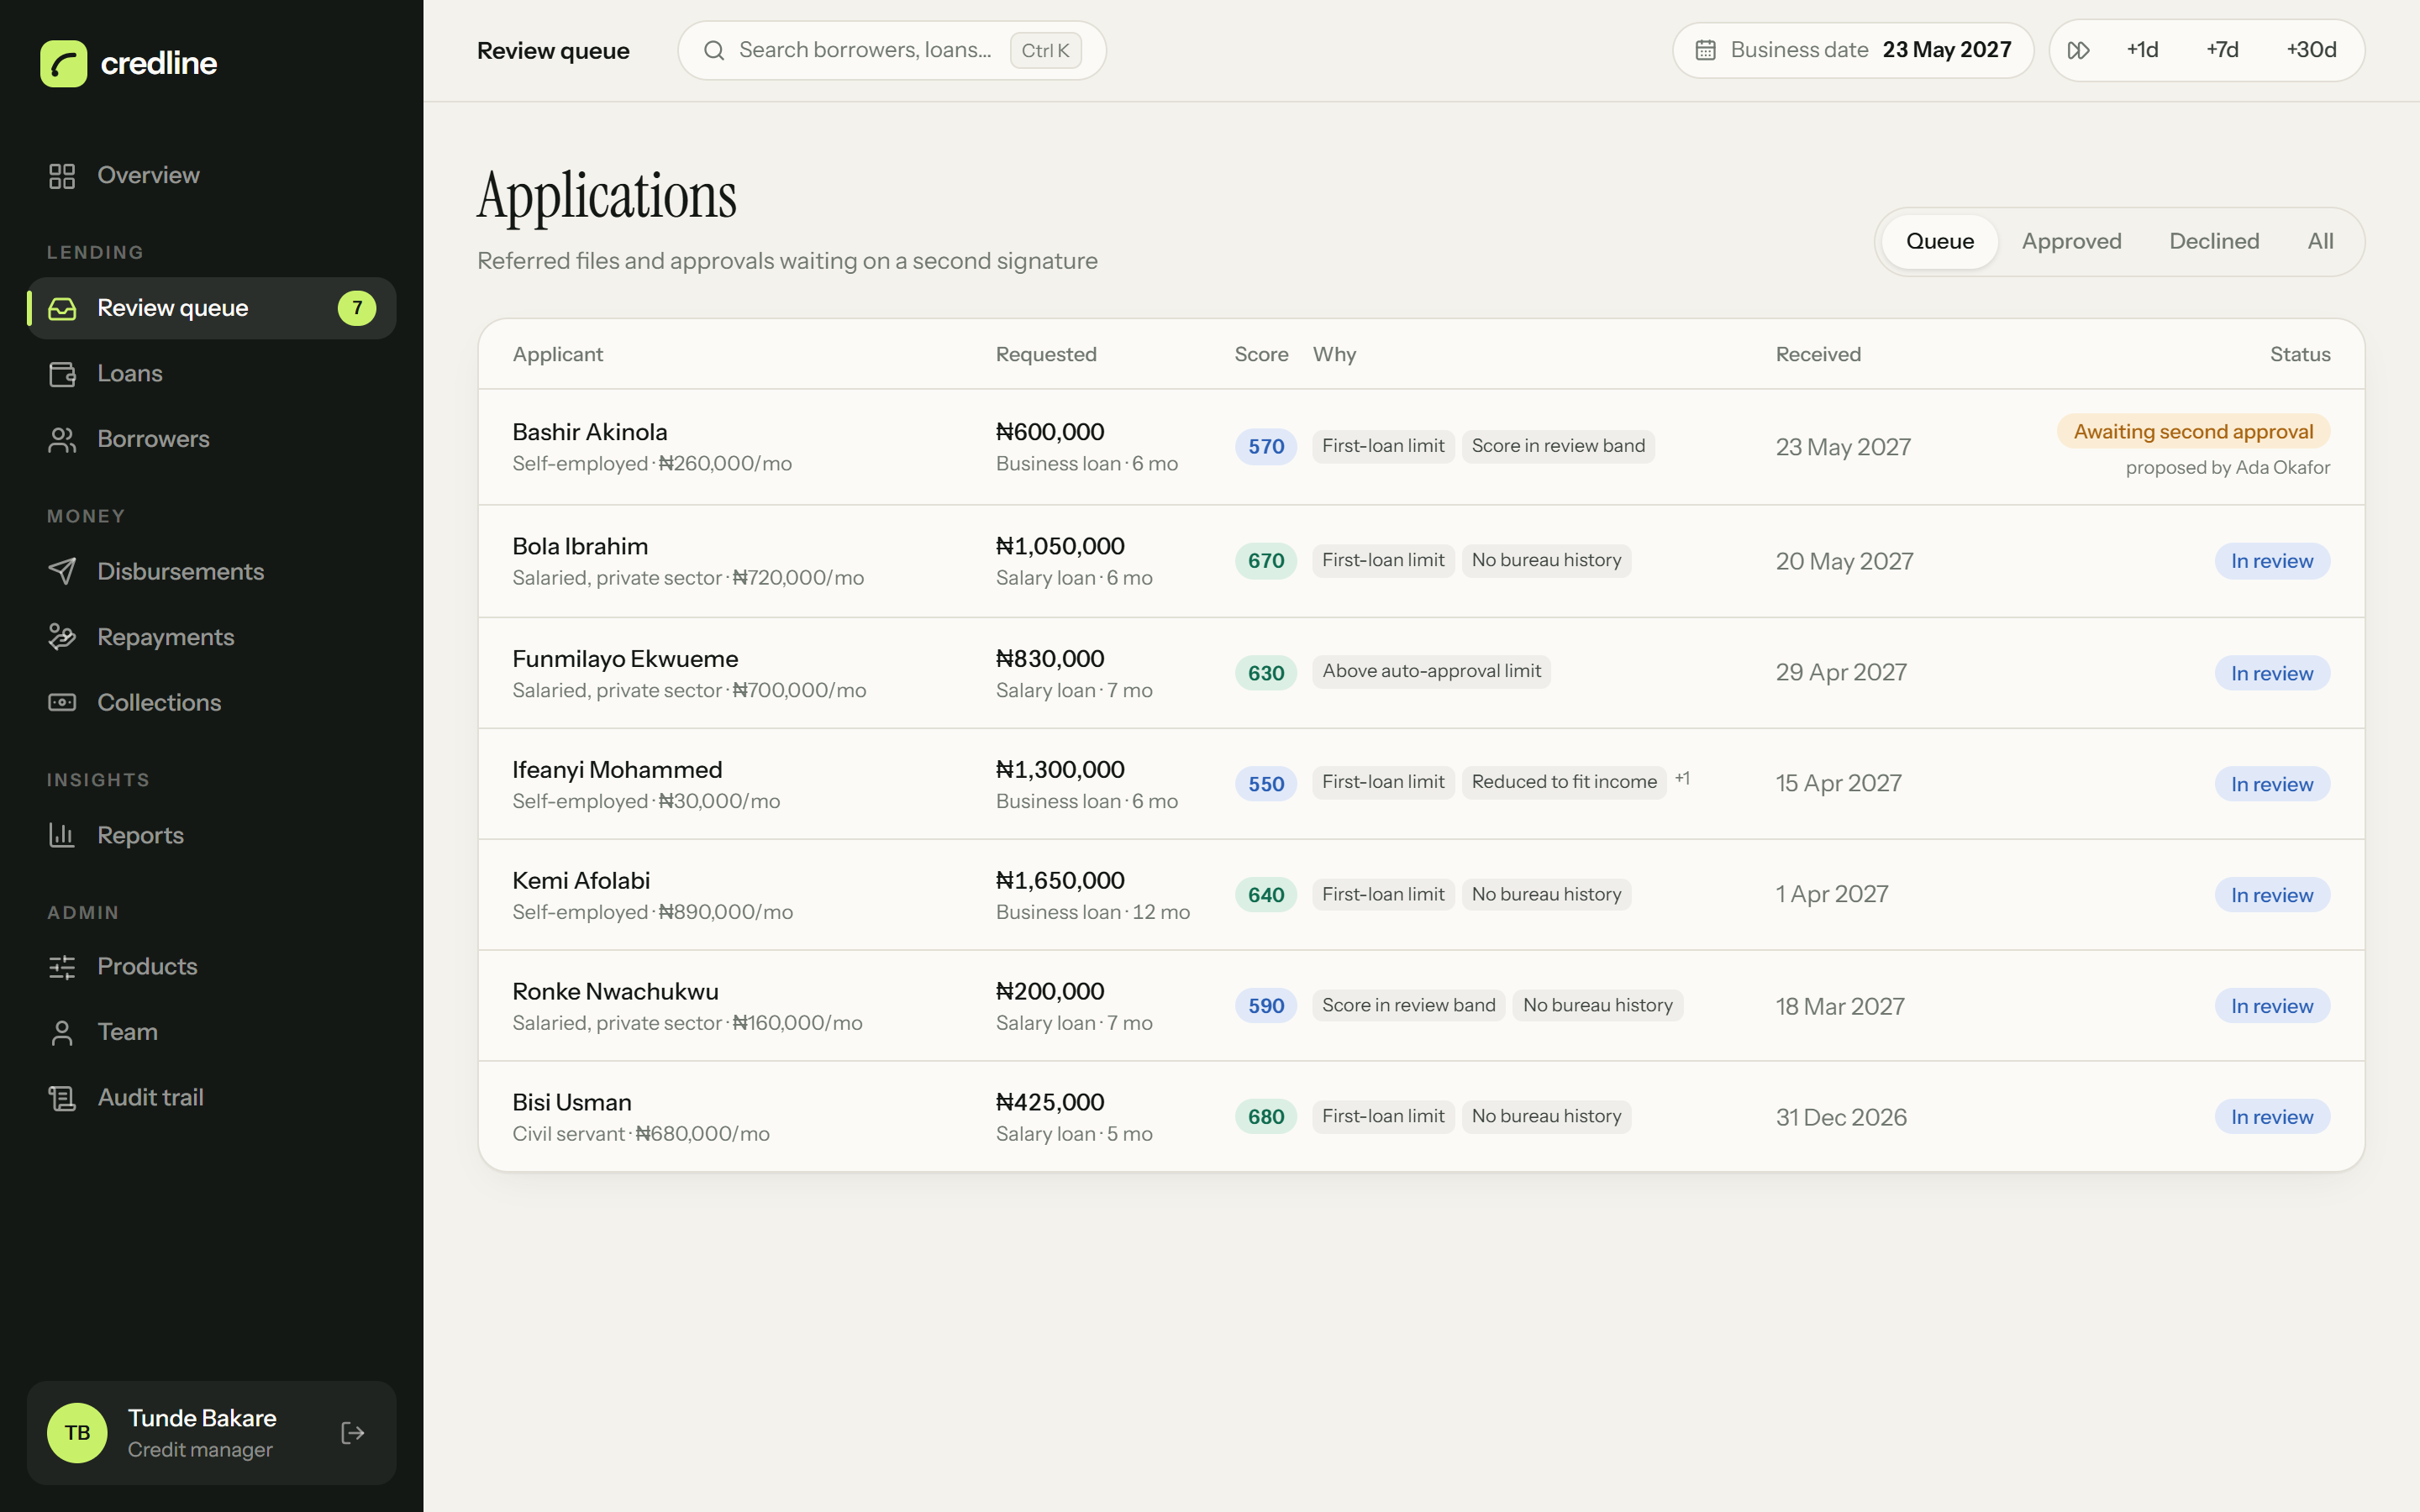 credline
Overview
LENDING
Review queue 7
Loans
Borrowers
MONEY
Disbursements
Repayments
Collections
INSIGHTS
Reports
ADMIN
Products
Team
Audit trail
TB
Tunde Bakare
Credit manager
Review queue
Search borrowers, loans... Ctrl K
Business date 23 May 2027
+1d +7d +30d
Applications
Referred files and approvals waiting on a second signature
Queue Approved Declined All
Applicant Requested Score Why Received Status
Bashir Akinola ₦600,000 570 First-loan limit Score in review band 23 May 2027 Awaiting second approval
Self-employed · ₦260,000/mo Business loan · 6 mo proposed by Ada Okafor
Bola Ibrahim ₦1,050,000 670 First-loan limit No bureau history 20 May 2027 In review
Salaried, private sector · ₦720,000/mo Salary loan · 6 mo
Funmilayo Ekwueme ₦830,000 630 Above auto-approval limit 29 Apr 2027 In review
Salaried, private sector · ₦700,000/mo Salary loan · 7 mo
Ifeanyi Mohammed ₦1,300,000 550 First-loan limit Reduced to fit income +1 15 Apr 2027 In review
Self-employed · ₦30,000/mo Business loan · 6 mo
Kemi Afolabi ₦1,650,000 640 First-loan limit No bureau history 1 Apr 2027 In review
Self-employed · ₦890,000/mo Business loan · 12 mo
Ronke Nwachukwu ₦200,000 590 Score in review band No bureau history 18 Mar 2027 In review
Salaried, private sector · ₦160,000/mo Salary loan · 7 mo
Bisi Usman ₦425,000 680 First-loan limit No bureau history 31 Dec 2026 In review
Civil servant · ₦680,000/mo Salary loan · 5 mo